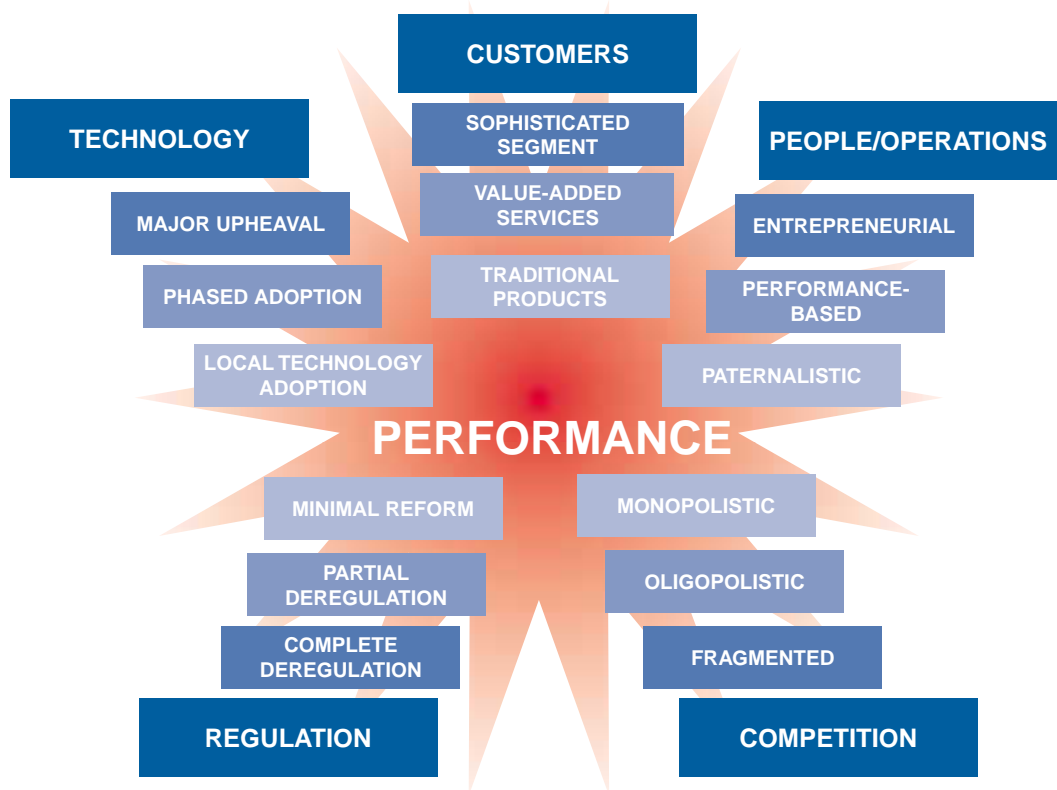 CUSTOMERS
SOPHISTICATED
SEGMENT
VALUE-ADDED
SERVICES
TRADITIONAL
PRODUCTS
TECHNOLOGY
MAJOR UPHEAVAL
PHASED ADOPTION
LOCAL TECHNOLOGY
ADOPTION
PEOPLE/OPERATIONS
ENTREPRENEURIAL
PERFORMANCE-
BASED
PATERNALISTIC
PERFORMANCE
MINIMAL REFORM
PARTIAL
DEREGULATION
COMPLETE
DEREGULATION
REGULATION
MONOPOLISTIC
OLIGOPOLISTIC
FRAGMENTED
COMPETITION